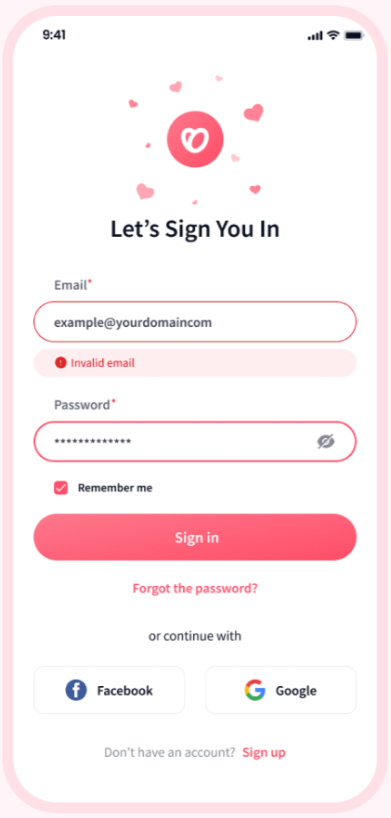 9:41
Let's Sign You In
Email*
example@yourdomaincom
Invalid email
Password*
*************
Remember me
Sign in
Forgot the password?
or continue with
Facebook
Google
Don't have an account? Sign up